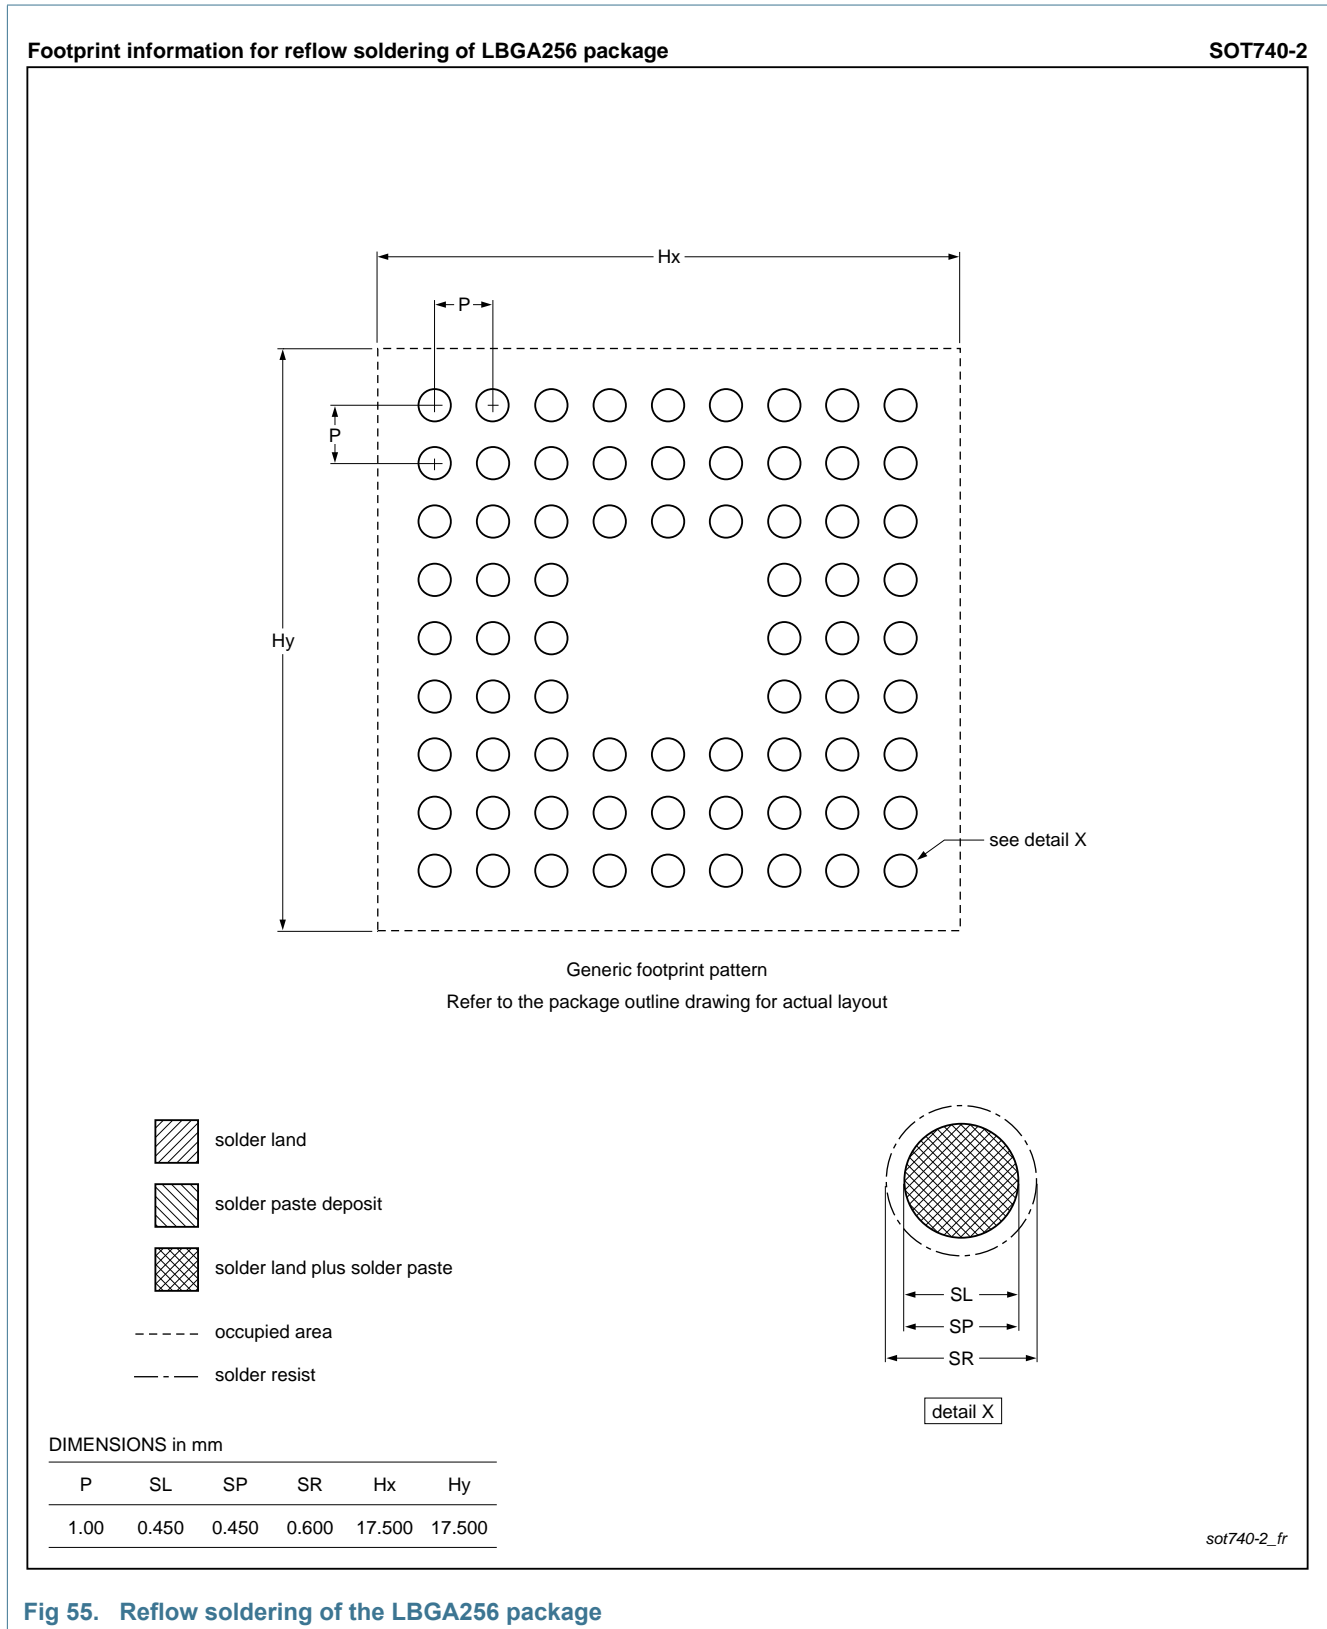 Footprint information for reflow soldering of LBGA256 package SOT740-2
Hx
P
P
Hy
see detail X
Generic footprint pattern
Refer to the package outline drawing for actual layout
solder land
solder paste deposit
solder land plus solder paste
occupied area
solder resist
SL
SP
SR
detail X
DIMENSIONS in mm
P SL SP SR Hx Hy
1.00 0.450 0.450 0.600 17.500 17.500
sot740-2_fr
Fig 55. Reflow soldering of the LBGA256 package